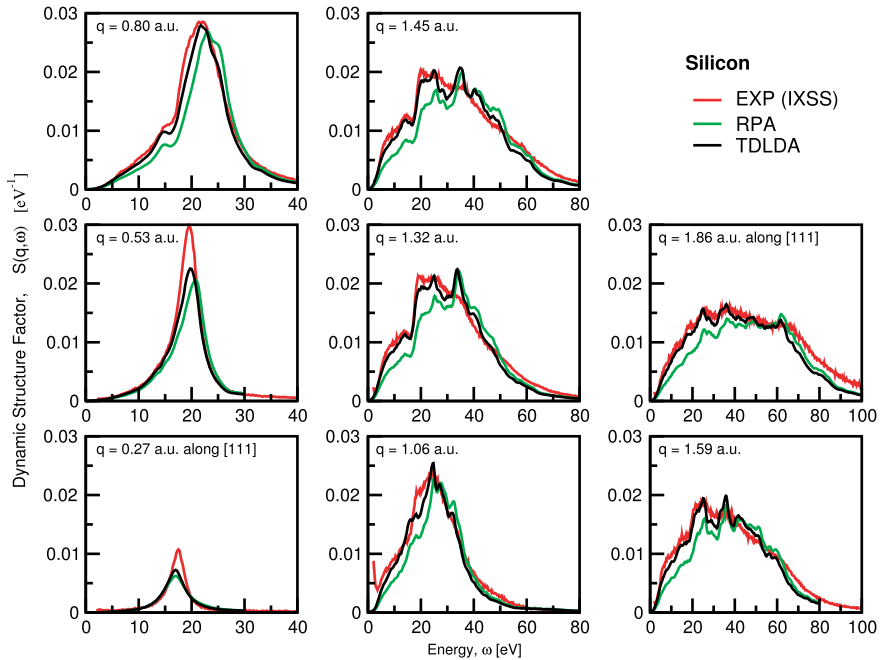 q = 0.80 a.u.
0.03
0.02
0.01
0
0 10 20 30 40
q = 1.45 a.u.
0.03
0.02
0.01
0
0 20 40 60 80
Silicon
EXP (IXSS)
RPA
TDLDA
Dynamic Structure Factor, S(q,ω) [eV⁻¹]
q = 0.53 a.u.
0.03
0.02
0.01
0
0 10 20 30 40
q = 1.32 a.u.
0.03
0.02
0.01
0
0 20 40 60 80
q = 1.86 a.u. along [111]
0.03
0.02
0.01
0
0 20 40 60 80 100
q = 0.27 a.u. along [111]
0.03
0.02
0.01
0
0 10 20 30 40
q = 1.06 a.u.
0.03
0.02
0.01
0
0 20 40 60 80
q = 1.59 a.u.
0.03
0.02
0.01
0
0 20 40 60 80 100
Energy, ω [eV]